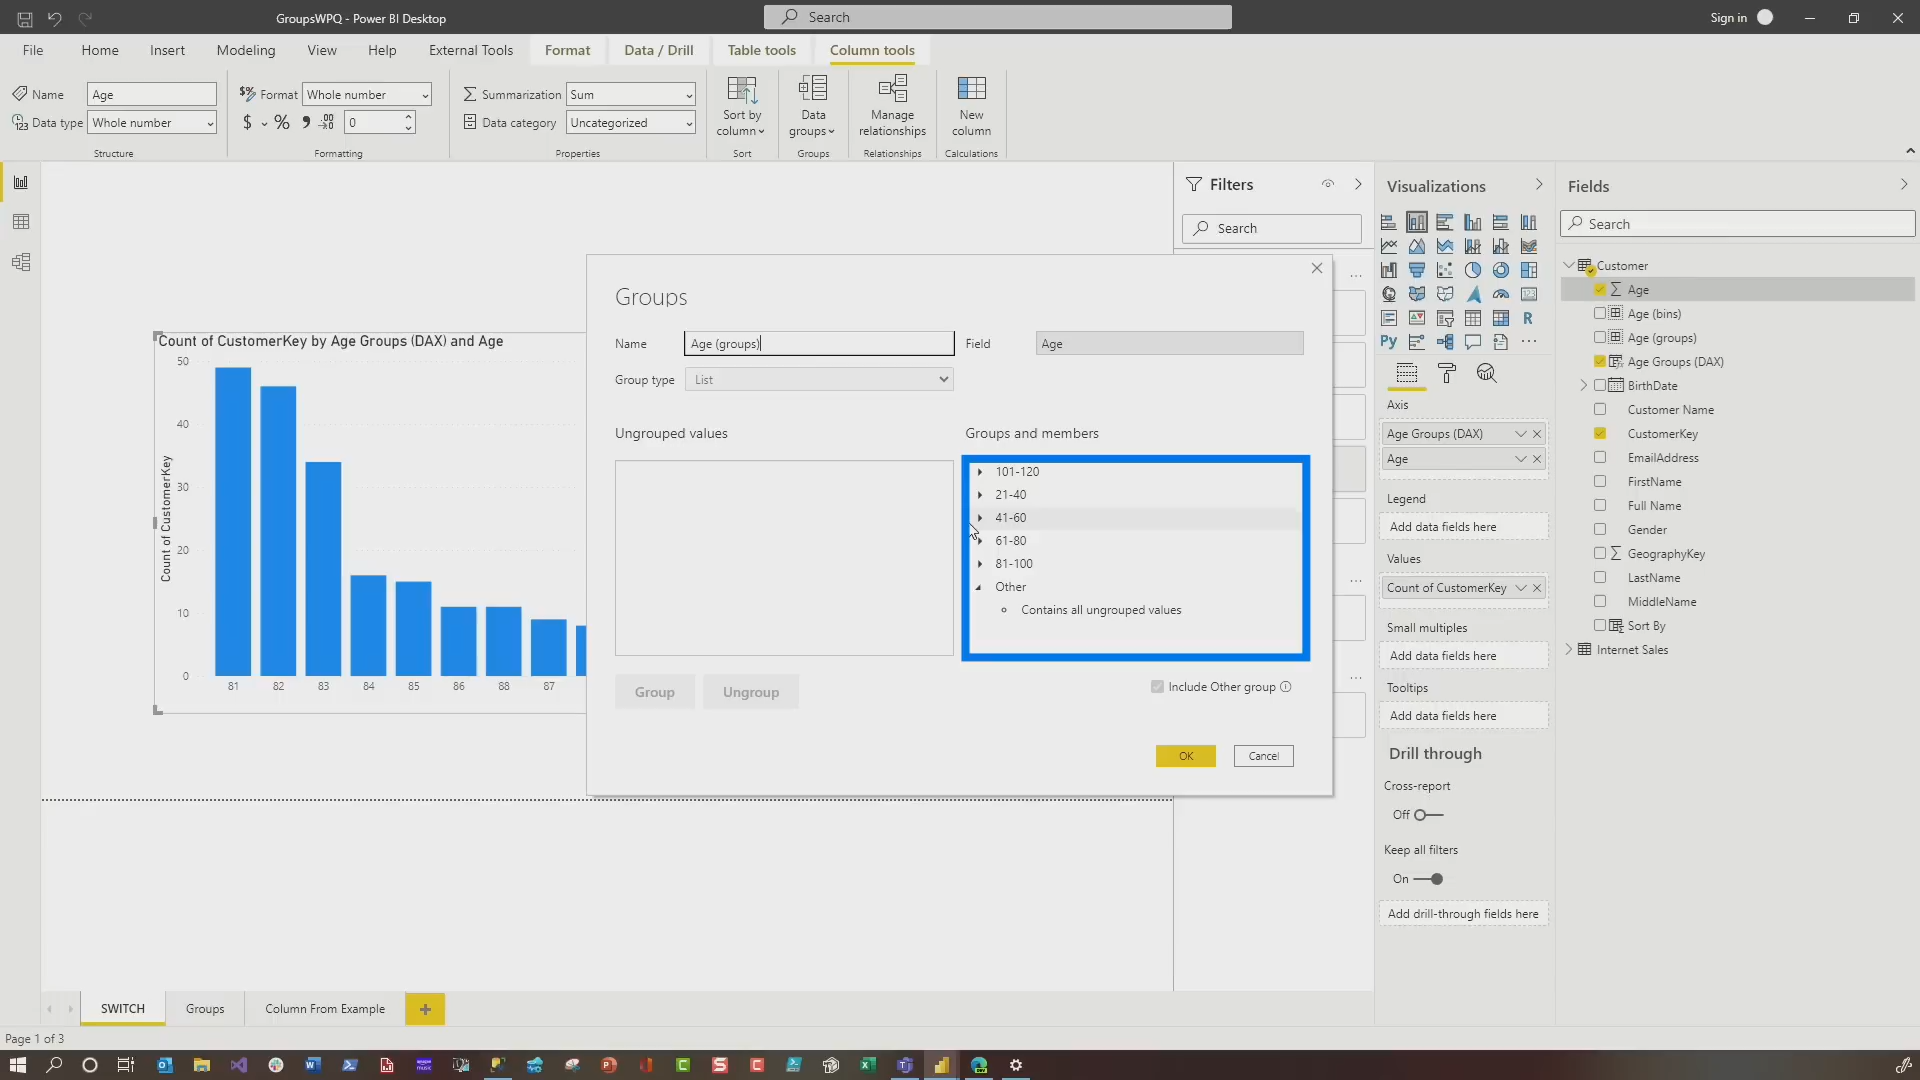 GroupsWPQ - Power BI Desktop
Search
Sign in
File
Home
Insert
Modeling
View
Help
External Tools
Format
Data / Drill
Table tools
Column tools
Name
Age
Data type
Whole number
Structure
Format
Whole number
$ % 0
Formatting
Summarization
Sum
Data category
Uncategorized
Properties
Sort by
column
Sort
Data
groups
Groups
Manage
relationships
Relationships
New
column
Calculations
Count of CustomerKey by Age Groups (DAX) and Age
Count of CustomerKey
50
40
30
20
10
0
81
82
83
84
85
86
88
87
Groups
Name
Age (groups)
Field
Age
Group type
List
Ungrouped values
Groups and members
101-120
21-40
41-60
61-80
81-100
Other
Contains all ungrouped values
Group
Ungroup
Include Other group
OK
Cancel
Filters
Search
Visualizations
R
Py
Axis
Age Groups (DAX)
Age
Legend
Add data fields here
Values
Count of CustomerKey
Small multiples
Add data fields here
Tooltips
Add data fields here
Drill through
Cross-report
Off
Keep all filters
On
Add drill-through fields here
Fields
Search
Customer
Age
Age (bins)
Age (groups)
Age Groups (DAX)
BirthDate
Customer Name
CustomerKey
EmailAddress
FirstName
Full Name
Gender
GeographyKey
LastName
MiddleName
Sort By
Internet Sales
SWITCH
Groups
Column From Example
Page 1 of 3